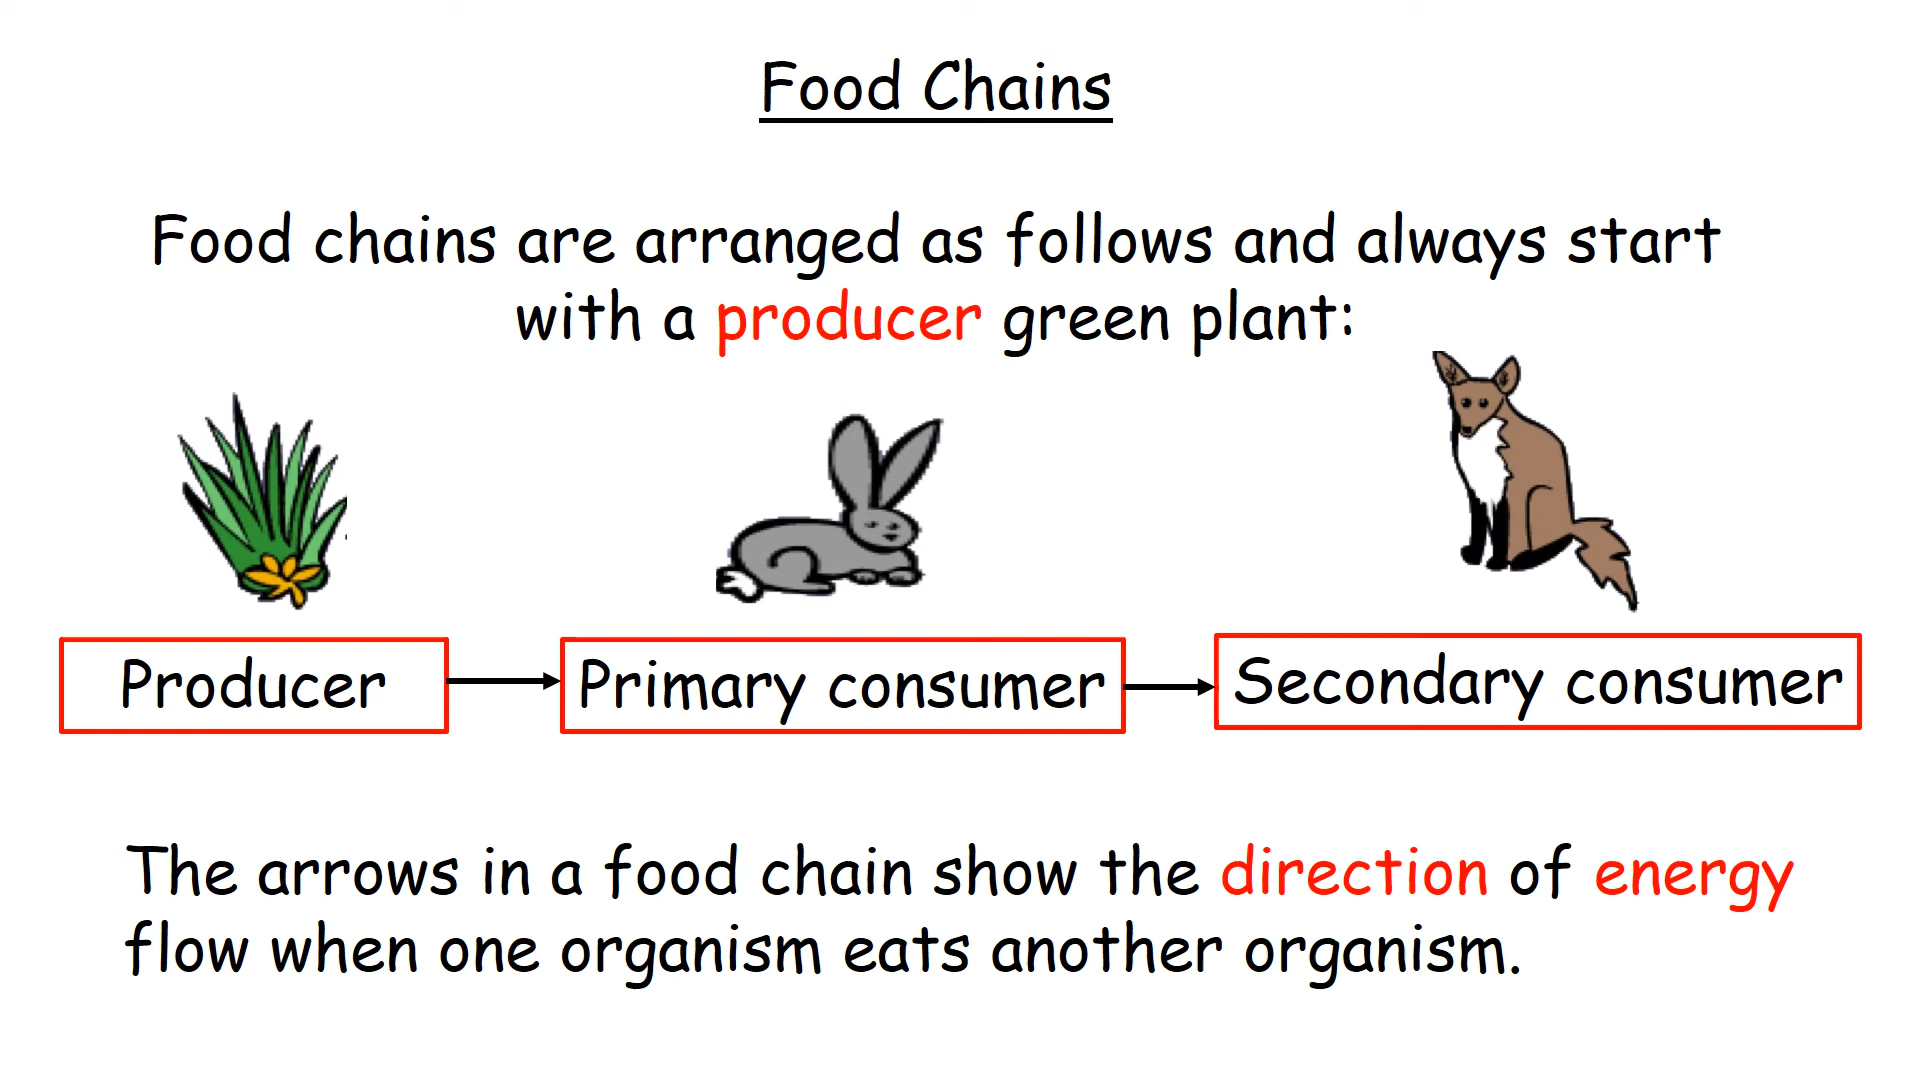 Food Chains
Food chains are arranged as follows and always start
with a producer green plant:
Producer
Primary consumer
Secondary consumer
The arrows in a food chain show the direction of energy
flow when one organism eats another organism.